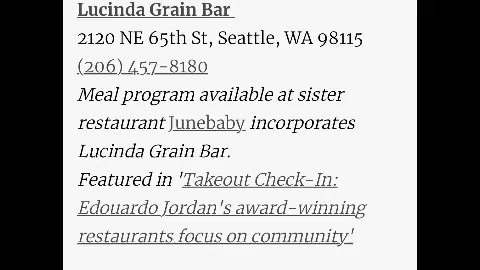 Lucinda Grain Bar
2120 NE 65th St, Seattle, WA 98115
(206) 457-8180
Meal program available at sister
restaurant Junebaby incorporates
Lucinda Grain Bar.
Featured in 'Takeout Check-In:
Edouardo Jordan's award-winning
restaurants focus on community'